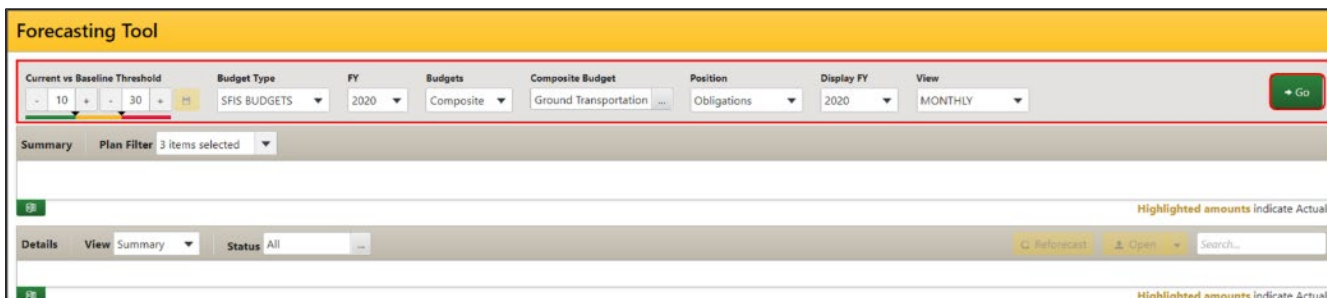 Forecasting Tool
Current vs Baseline Threshold Budget Type FY Budgets Composite Budget Position Display FY View
- 10 + - 30 + SFIS BUDGETS 2020 Composite Ground Transportation ... Obligations 2020 MONTHLY Go
Summary Plan Filter 3 items selected
Highlighted amounts indicate Actual
Details View Summary Status All ... Reforecast Open Search...
Highlighted amounts indicate Actual